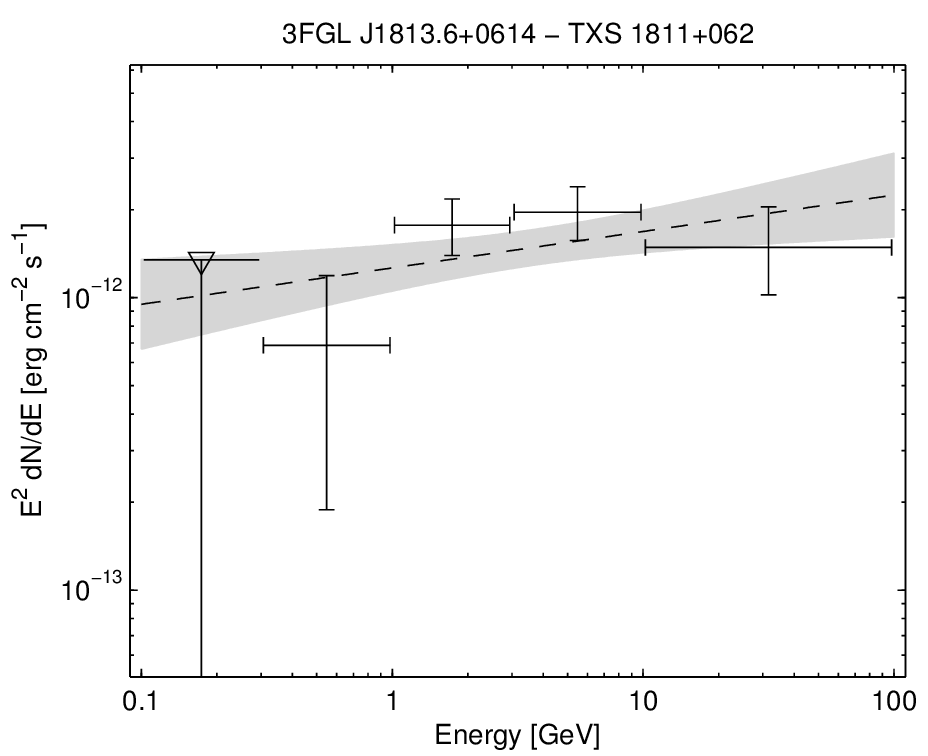 3FGL J1813.6+0614 − TXS 1811+062
E² dN/dE [erg cm⁻² s⁻¹]
10⁻¹²
10⁻¹³
0.1 1 10 100
Energy [GeV]